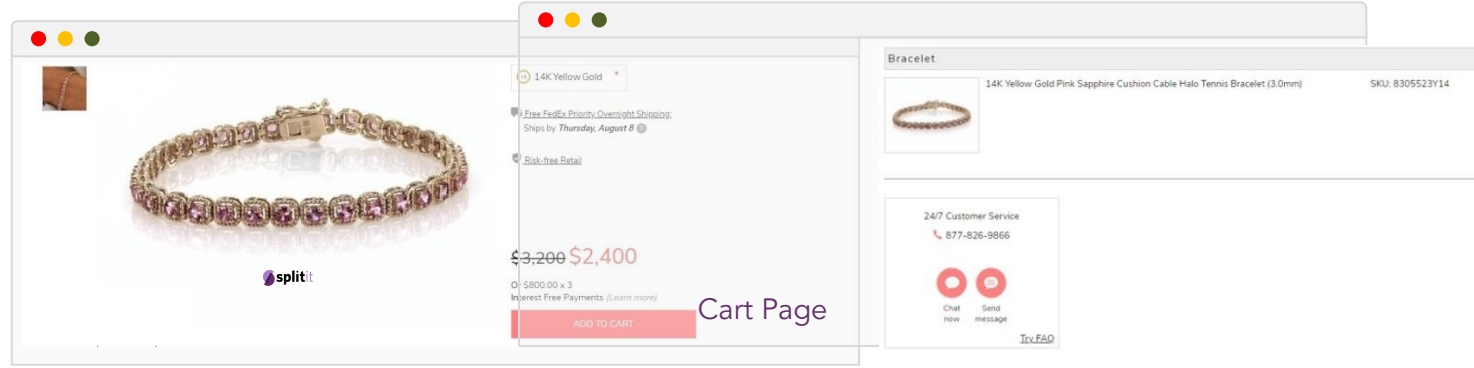 14K Yellow Gold
Free FedEx Priority Overnight Shipping:
Ships by Thursday, August 8
Risk-free Retail
$3,200 $2,400
Or $800.00 x 3
Interest Free Payments (Learn more)
ADD TO CART
splitit
Cart Page
Bracelet
14K Yellow Gold Pink Sapphire Cushion Cable Halo Tennis Bracelet (3.0mm)
SKU: 8305523Y14
24/7 Customer Service
877-826-9866
Chat now
Send message
Try FAQ